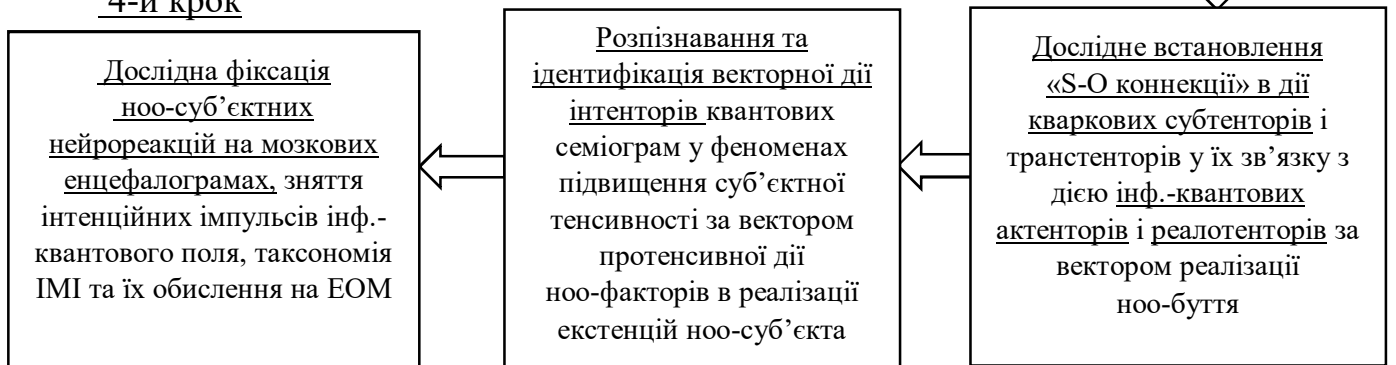 4-й крок
Дослідна фіксація
ноо-суб’єктних
нейрореакцій на мозкових
енцефалограмах, зняття
інтенційних імпульсів інф.-
квантового поля, таксономія
ІМІ та їх обислення на ЕОМ
Розпізнавання та
ідентифікація векторної дії
інтенторів квантових
семіограм у феноменах
підвищення суб’єктної
тенсивності за вектором
протенсивної дії
ноо-факторів в реалізації
екстенцій ноо-суб’єкта
Дослідне встановлення
«S-O коннекції» в дії
кваркових субтенторів і
транстенторів у їх зв’язку з
дією інф.-квантових
актенторів і реалотенторів за
вектором реалізації
ноо-буття